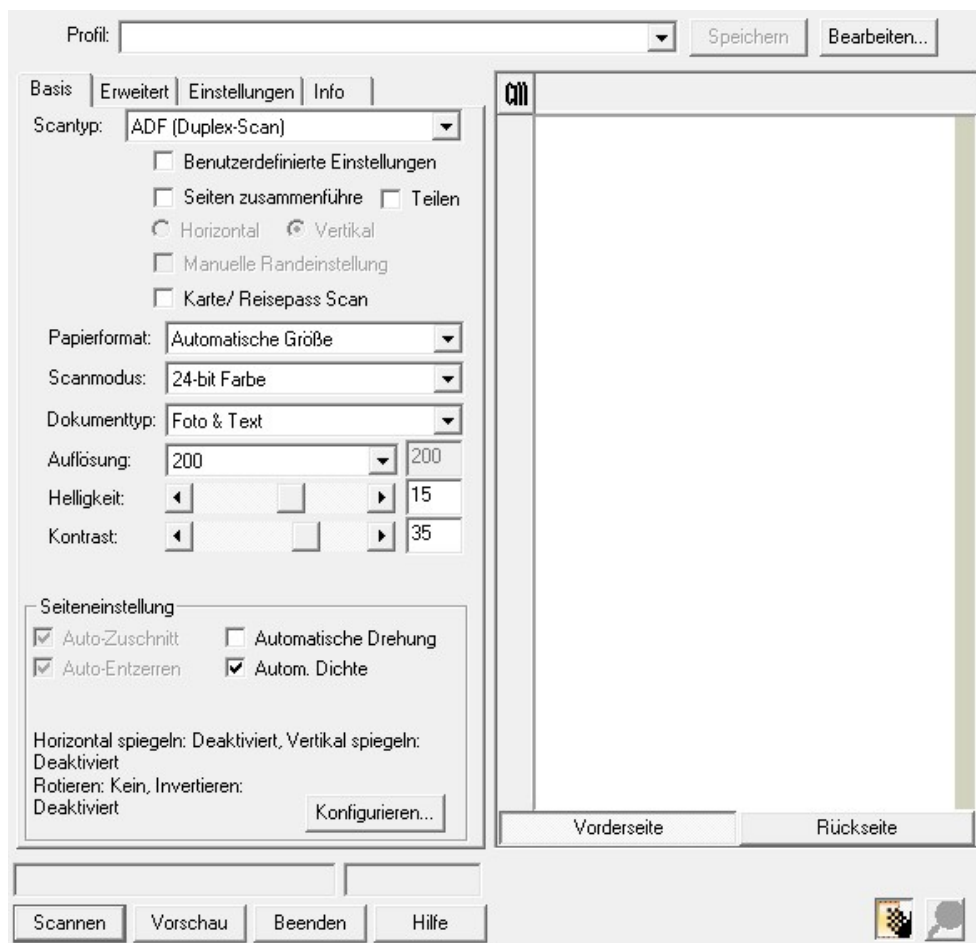 Profil: Speichern Bearbeiten...
Basis Erweitert Einstellungen Info
cm
Scantyp: ADF (Duplex-Scan)
Benutzerdefinierte Einstellungen
Seiten zusammenführe Teilen
Horizontal Vertikal
Manuelle Randeinstellung
Karte/ Reisepass Scan
Papierformat: Automatische Größe
Scanmodus: 24-bit Farbe
Dokumenttyp: Foto & Text
Auflösung: 200 200
Helligkeit: 15
Kontrast: 35
Seiteneinstellung
Auto-Zuschnitt Automatische Drehung
Auto-Entzerren Autom. Dichte
Horizontal spiegeln: Deaktiviert, Vertikal spiegeln:
Deaktiviert
Rotieren: Kein, Invertieren:
Deaktiviert
Konfigurieren...
Vorderseite Rückseite
Scannen Vorschau Beenden Hilfe